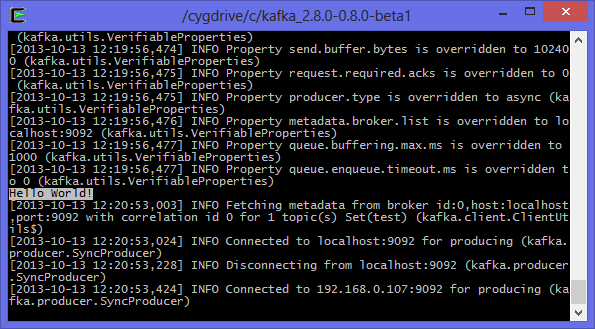 /cygdrive/c/kafka_2.8.0-0.8.0-beta1
(kafka.utils.VerifiableProperties)
[2013-10-13 12:19:56,474] INFO Property send.buffer.bytes is overridden to 10240
0 (kafka.utils.VerifiableProperties)
[2013-10-13 12:19:56,475] INFO Property request.required.acks is overridden to 0
(kafka.utils.VerifiableProperties)
[2013-10-13 12:19:56,475] INFO Property producer.type is overridden to async (ka
fka.utils.VerifiableProperties)
[2013-10-13 12:19:56,476] INFO Property metadata.broker.list is overridden to lo
calhost:9092 (kafka.utils.VerifiableProperties)
[2013-10-13 12:19:56,477] INFO Property queue.buffering.max.ms is overridden to
1000 (kafka.utils.VerifiableProperties)
[2013-10-13 12:19:56,477] INFO Property queue.enqueue.timeout.ms is overridden t
o 0 (kafka.utils.VerifiableProperties)
Hello World!
[2013-10-13 12:20:53,003] INFO Fetching metadata from broker id:0,host:localhost
,port:9092 with correlation id 0 for 1 topic(s) Set(test) (kafka.client.ClientUt
ils$)
[2013-10-13 12:20:53,024] INFO Connected to localhost:9092 for producing (kafka.
producer.SyncProducer)
[2013-10-13 12:20:53,228] INFO Disconnecting from localhost:9092 (kafka.producer
.SyncProducer)
[2013-10-13 12:20:53,424] INFO Connected to 192.168.0.107:9092 for producing (ka
fka.producer.SyncProducer)